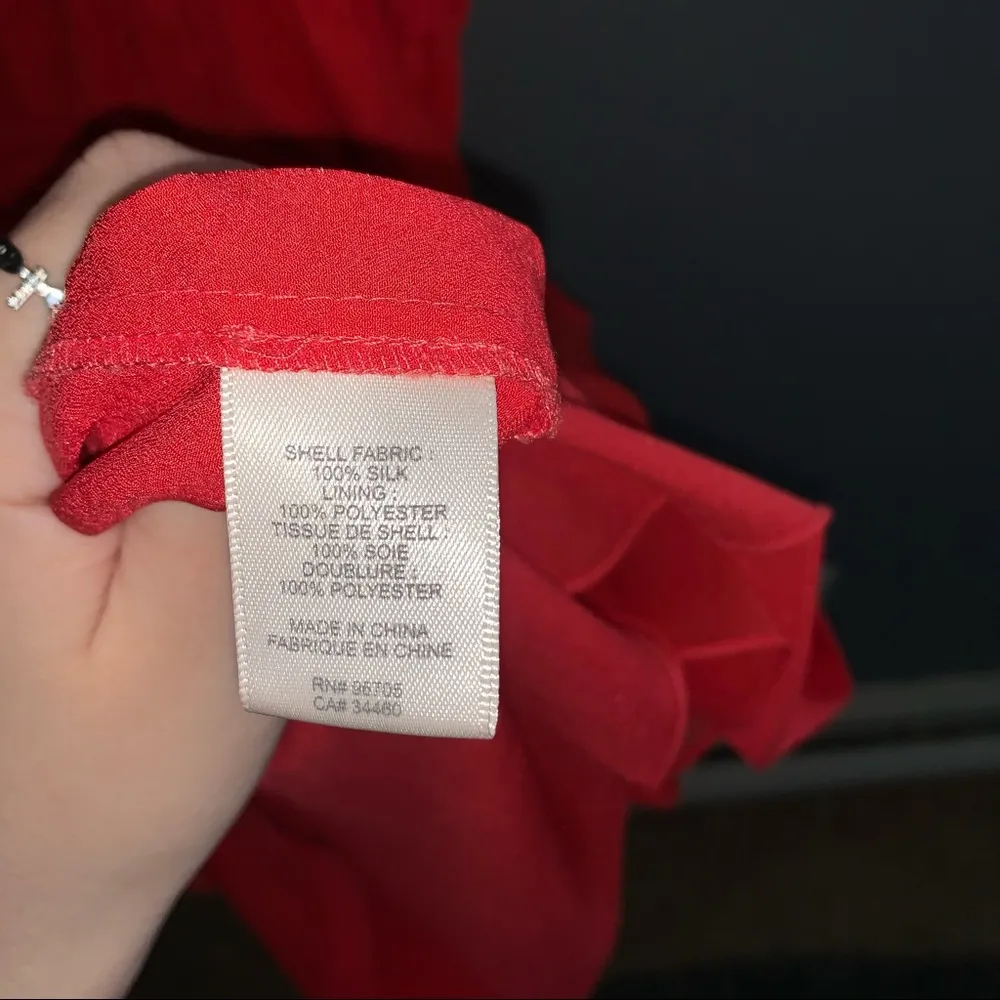 SHELL FABRIC :
100% SILK
LINING :
100% POLYESTER
TISSUE DE SHELL :
100% SOIE
DOUBLURE :
100% POLYESTER
MADE IN CHINA
FABRIQUE EN CHINE
RN# 95705
CA# 34460